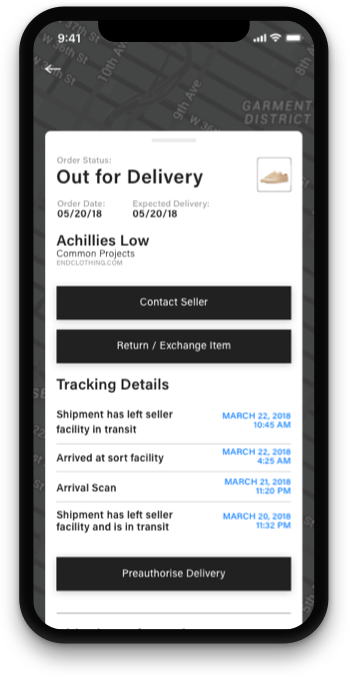 9:41
W 37th St
W 36th St
10th Av
9th Ave
W 36
8th
GARMENT
DISTRICT
Order Status:
Out for Delivery
Order Date:
Expected Delivery:
05/20/18
05/20/18
Achillies Low
Common Projects
ENDCLOTHING.COM
Contact Seller
Return / Exchange Item
Tracking Details
Shipment has left seller
facility in transit
MARCH 22, 2018
10:45 AM
Arrived at sort facility
MARCH 22, 2018
4:25 AM
Arrival Scan
MARCH 21, 2018
11:20 PM
Shipment has left seller
facility and is in transit
MARCH 20, 2018
11:32 PM
Preauthorise Delivery